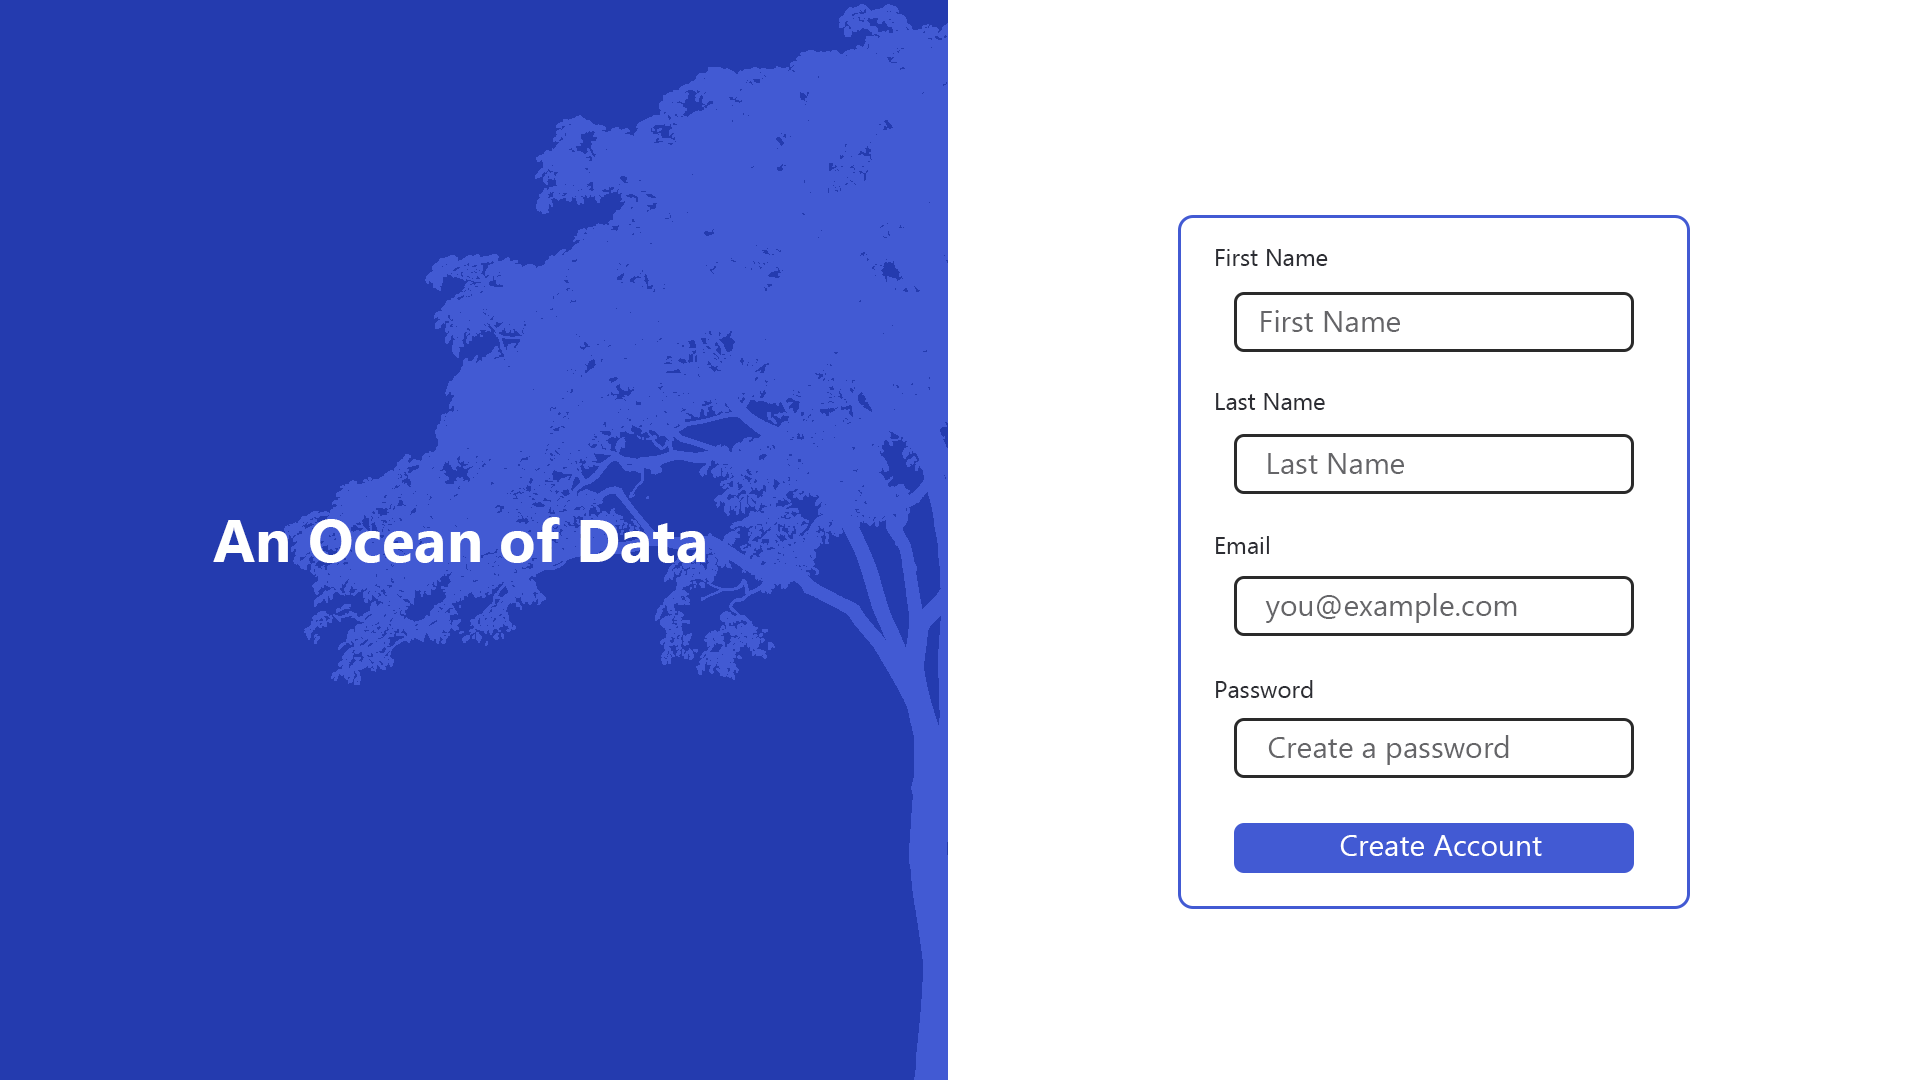 An Ocean of Data
First Name
First Name
Last Name
Last Name
Email
you@example.com
Password
Create a password
Create Account